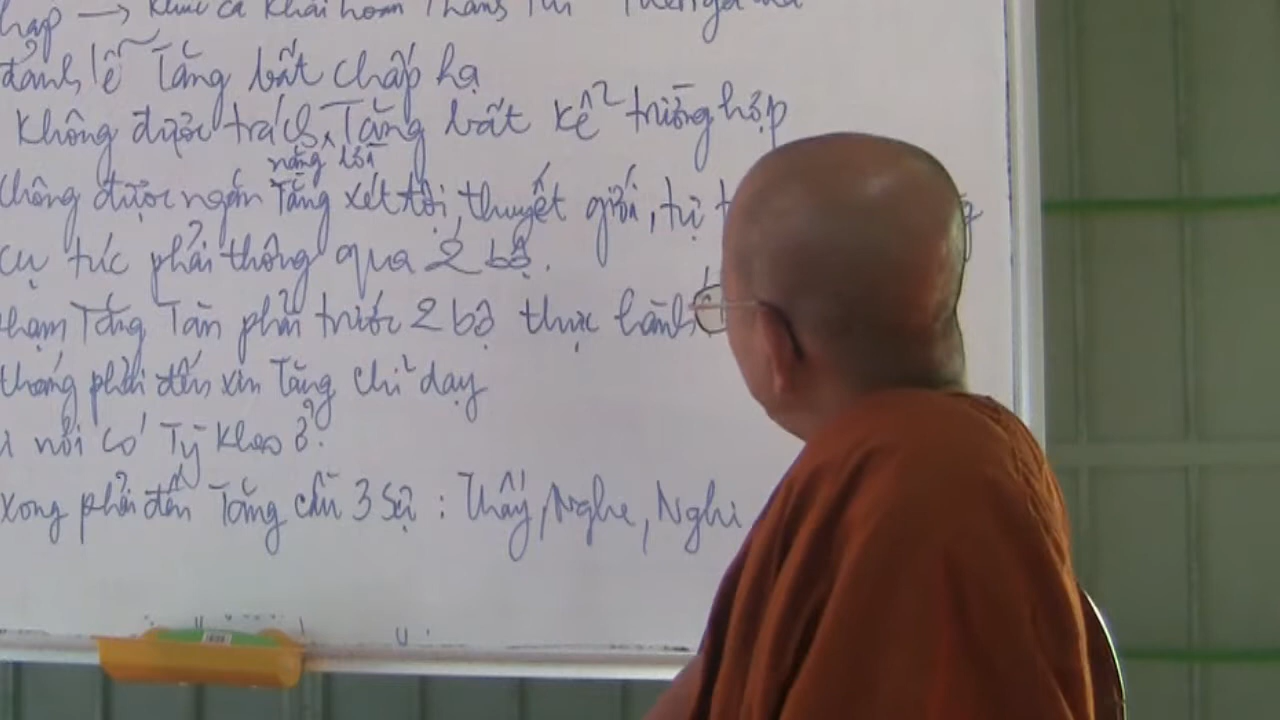 khúc ca khải hoàn Thánh Thi
đảnh lễ Tăng bất chấp hạ
Không được trách Tăng bất kể trường hợp
nặng lời
không được ngăn Tăng xét tội, thuyết giới, tự
cụ túc phải thông qua 2 bộ.
phạm Tăng Tàn phải trước 2 bộ thực hành
tháng phải đến xin Tăng chỉ dạy
nơi có Tỳ Kheo ở.
xong phải đến Tăng cầu 3 sự : Thấy, Nghe, Nghi